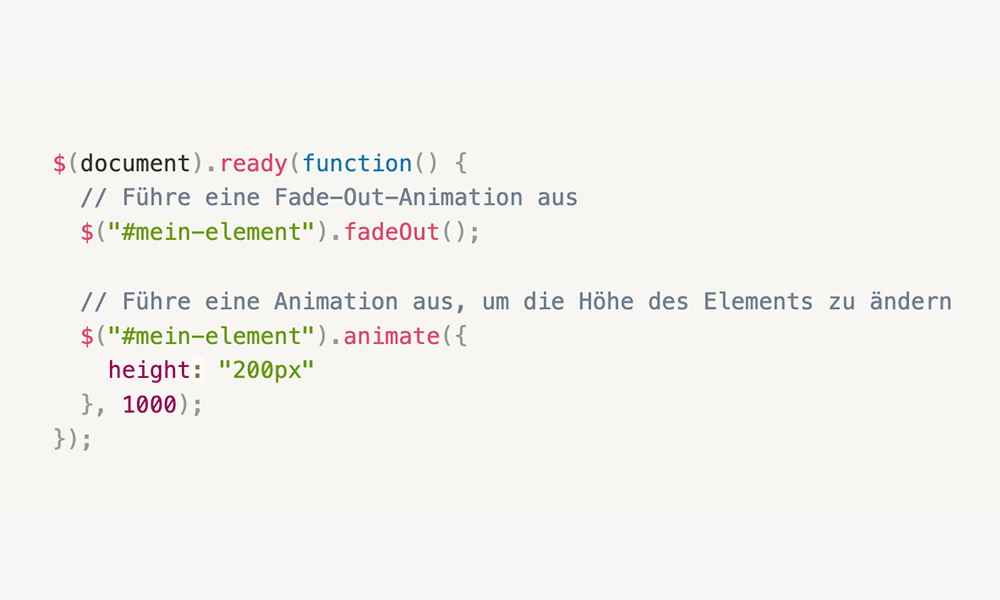 $(document).ready(function() {
  // Führe eine Fade-Out-Animation aus
  $("#mein-element").fadeOut();

  // Führe eine Animation aus, um die Höhe des Elements zu ändern
  $("#mein-element").animate({
    height: "200px"
  }, 1000);
});